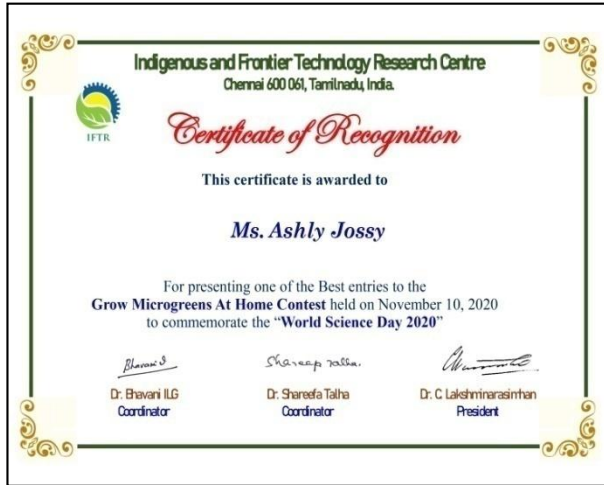 Indigenous and Frontier Technology Research Centre
Chennai 600 061, Tamilnadu, India.
IFTR
Certificate of Recognition
This certificate is awarded to
Ms. Ashly Jossy
For presenting one of the Best entries to the
Grow Microgreens At Home Contest held on November 10, 2020
to commemorate the “World Science Day 2020”
Bhavani S Shareefa Talha.
Dr. Bhavani ILG Dr. Shareefa Talha Dr. C. Lakshminarasimhan
Coordinator Coordinator President